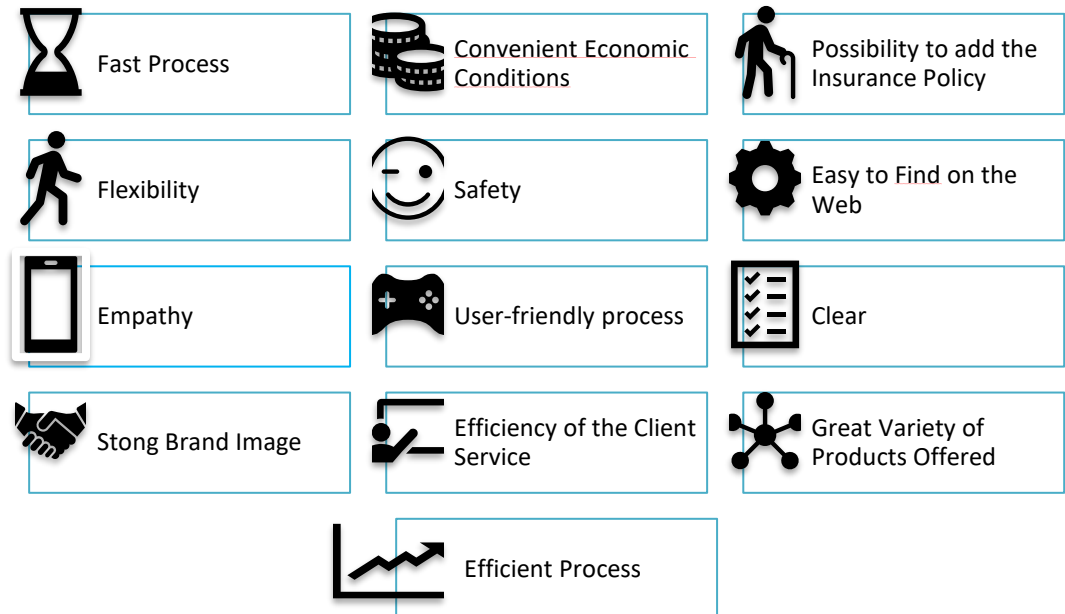 Fast Process
Convenient Economic
Conditions
Possibility to add the
Insurance Policy
Flexibility
Safety
Easy to Find on the
Web
Empathy
User-friendly process
Clear
Stong Brand Image
Efficiency of the Client
Service
Great Variety of
Products Offered
Efficient Process